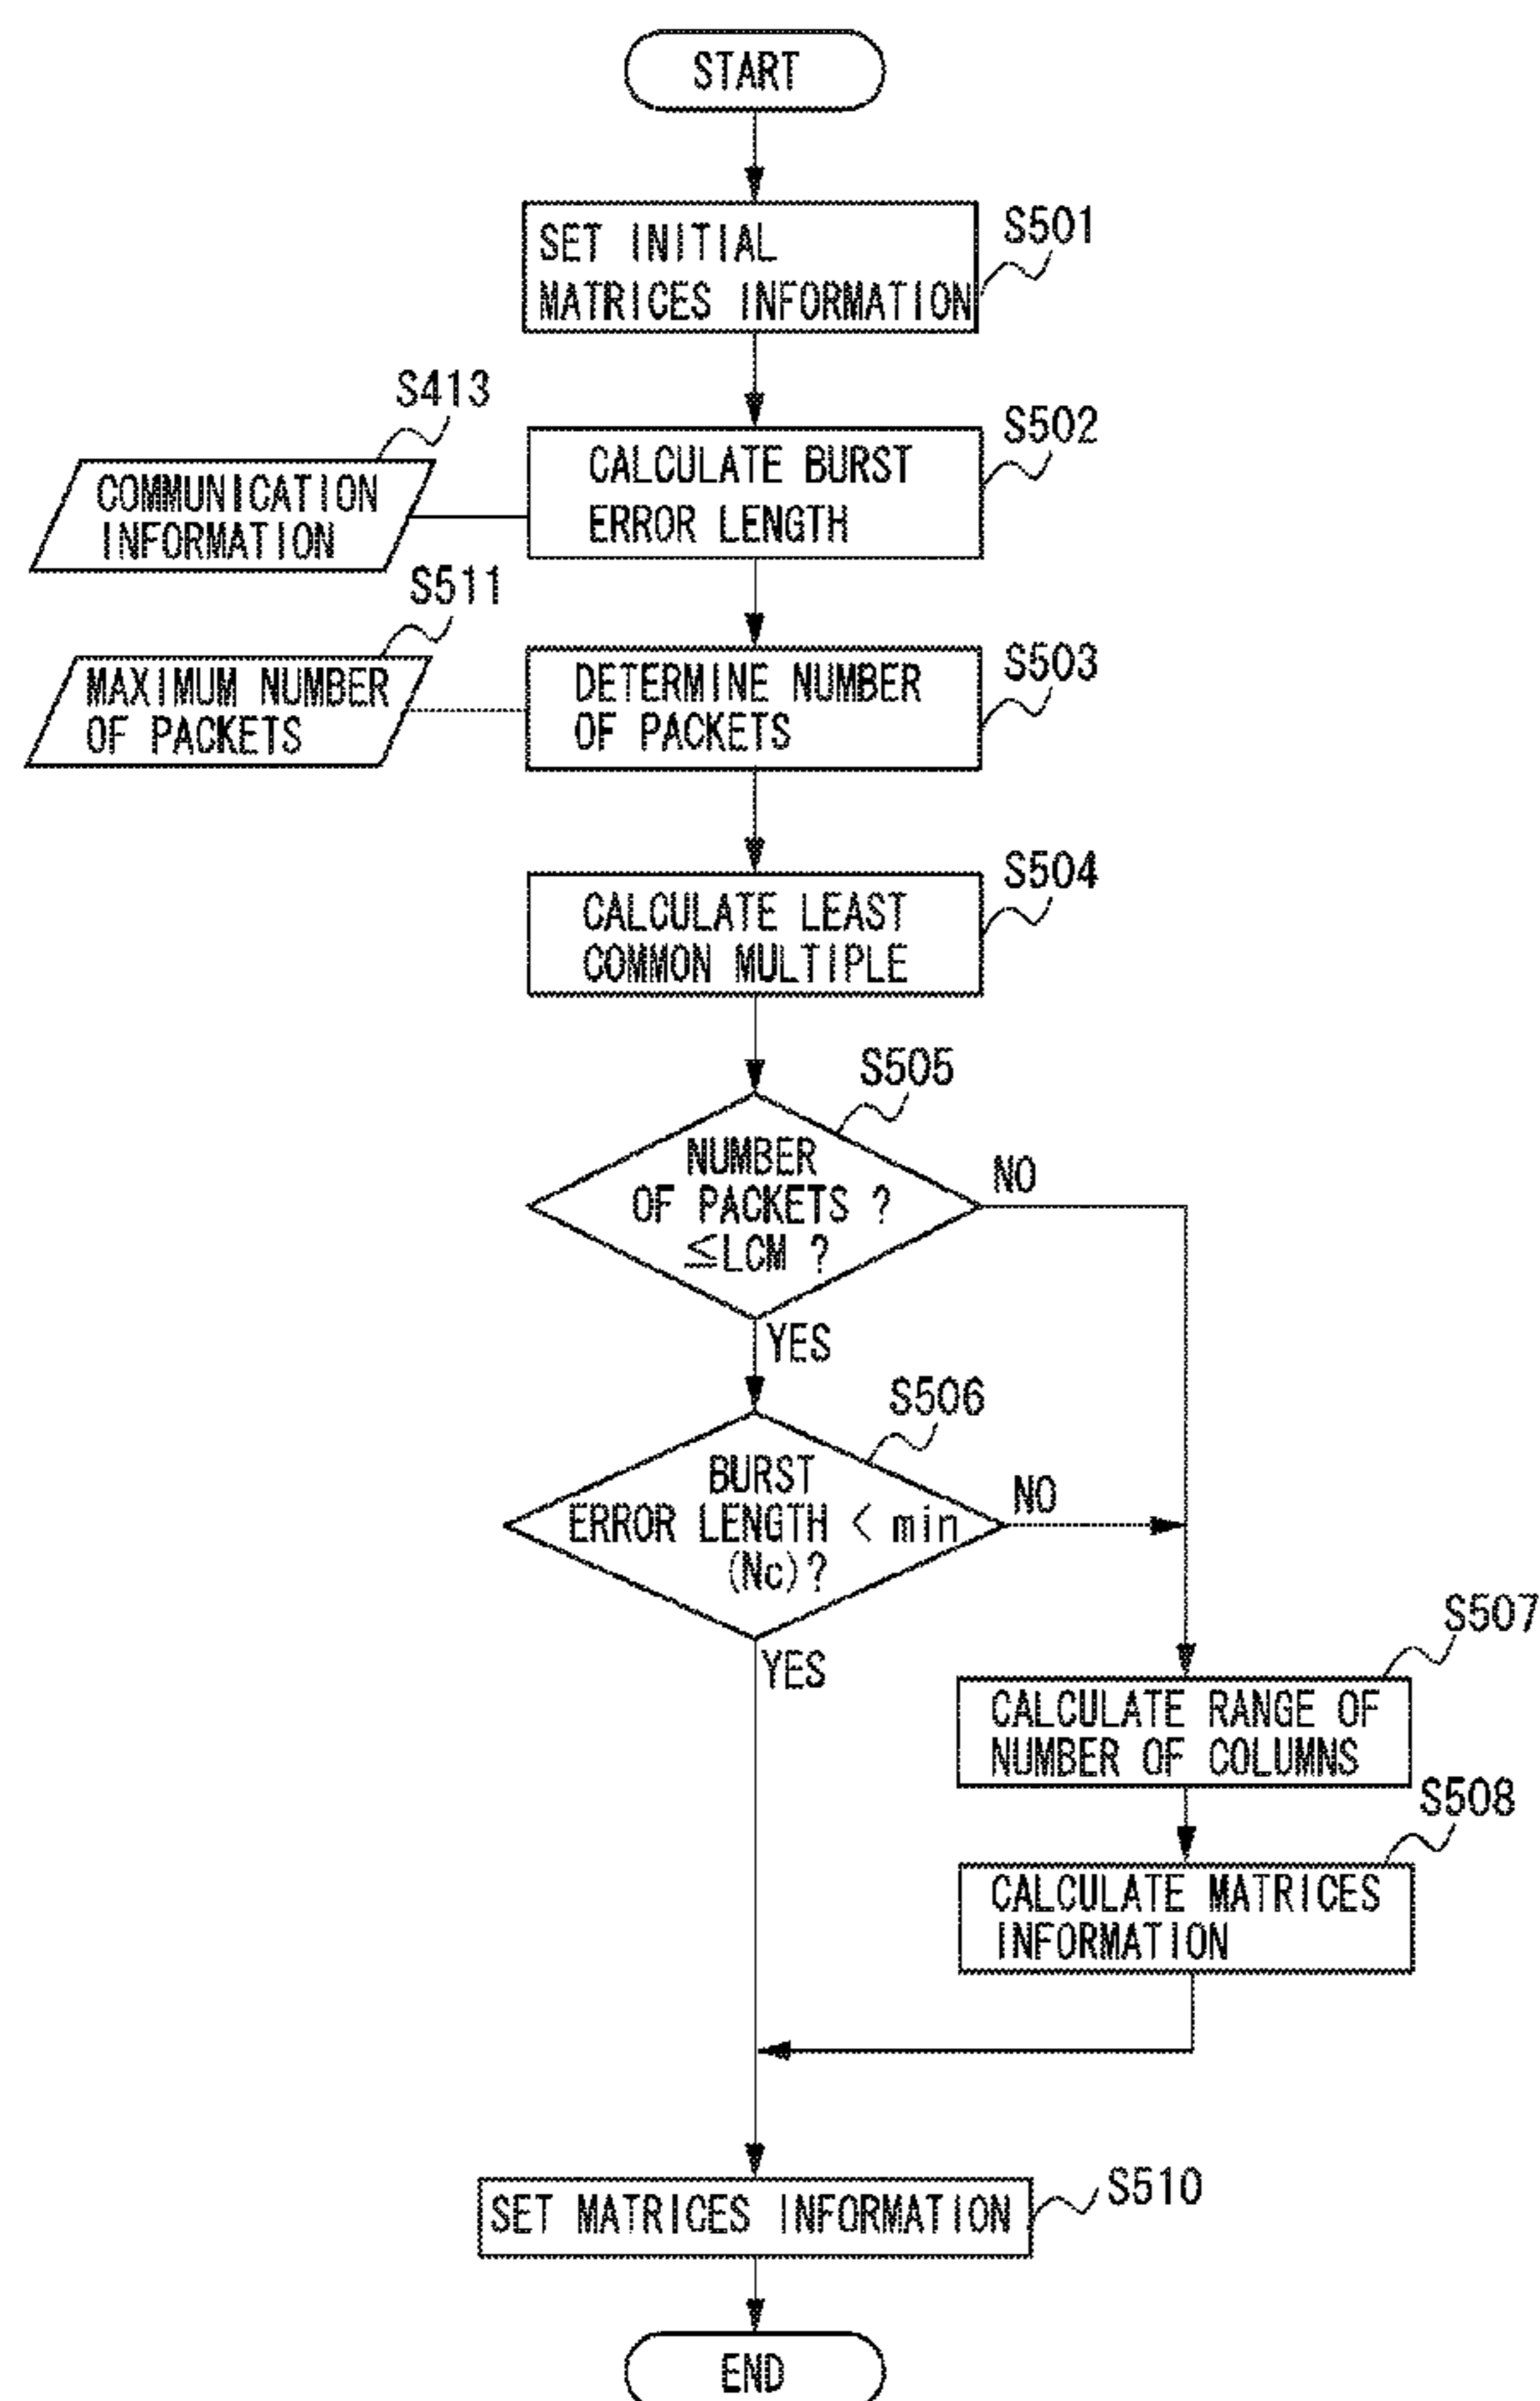 START
SET INITIAL
MATRICES INFORMATION
S501
S413
COMMUNICATION
INFORMATION
CALCULATE BURST
ERROR LENGTH
S502
S511
MAXIMUM NUMBER
OF PACKETS
DETERMINE NUMBER
OF PACKETS
S503
CALCULATE LEAST
COMMON MULTIPLE
S504
S505
NUMBER
OF PACKETS ?
≦LCM ?
NO
YES
S506
BURST
ERROR LENGTH < min
(Nc)?
NO
YES
S507
CALCULATE RANGE OF
NUMBER OF COLUMNS
S508
CALCULATE MATRICES
INFORMATION
SET MATRICES INFORMATION
S510
END